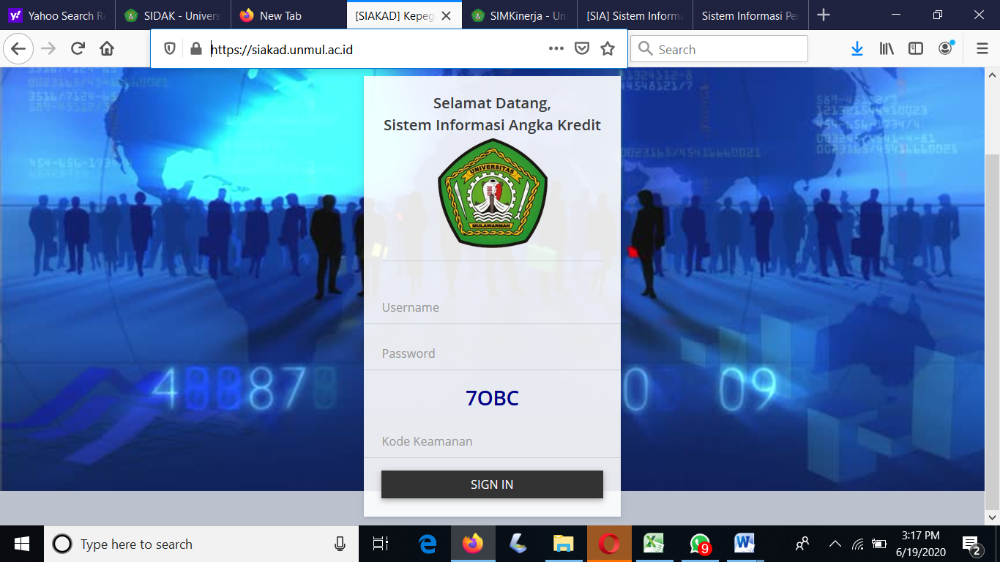 Yahoo Search R
SIDAK - Univers
New Tab
[SIAKAD] Kepeg
SIMKinerja - Un
[SIA] Sistem Informa
Sistem Informasi Per
https://siakad.unmul.ac.id
Search
Selamat Datang,
Sistem Informasi Angka Kredit
UNIVERSITAS
MULAWARMAN
Username
Password
7OBC
Kode Keamanan
SIGN IN
Type here to search
9
3:17 PM
6/19/2020
2